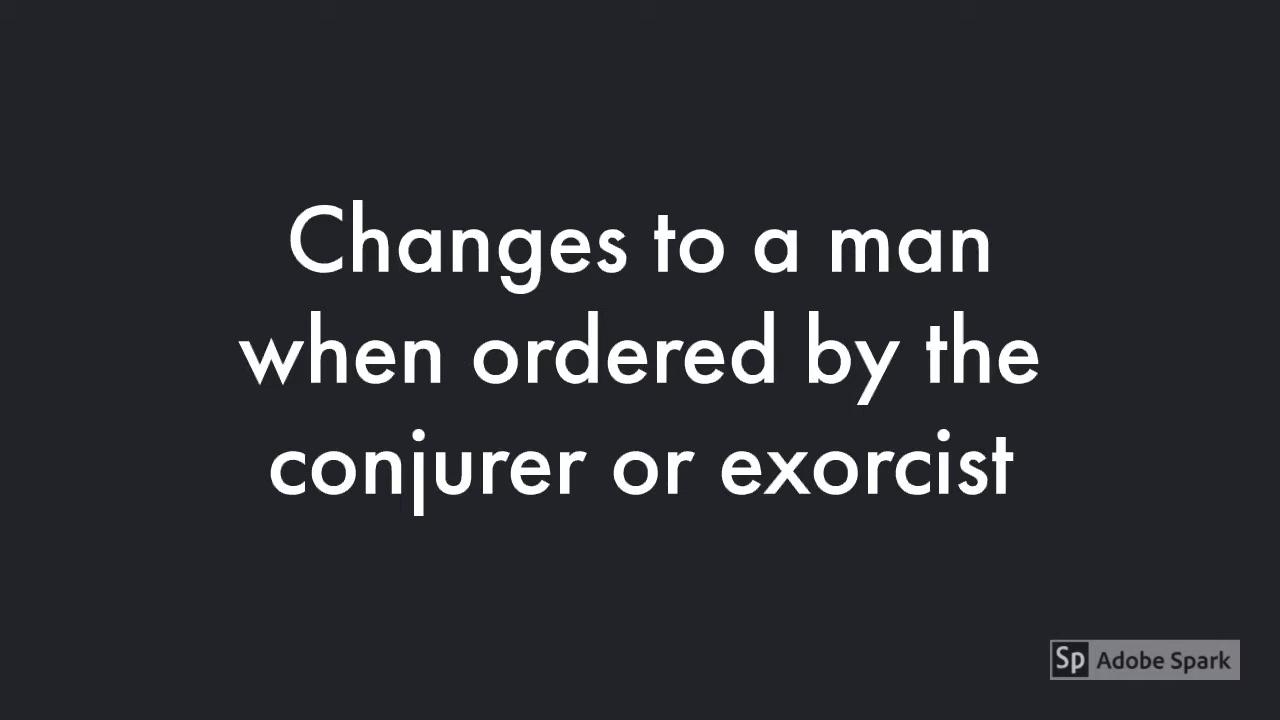 Changes to a man
when ordered by the
conjurer or exorcist
Sp Adobe Spark